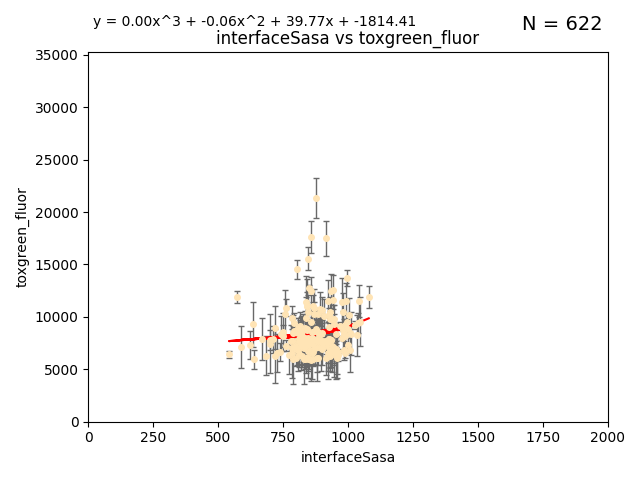 y = 0.00x^3 + -0.06x^2 + 39.77x + -1814.41
N = 622
interfaceSasa vs toxgreen_fluor
35000
30000
25000
20000
15000
10000
5000
0
toxgreen_fluor
0 250 500 750 1000 1250 1500 1750 2000
interfaceSasa